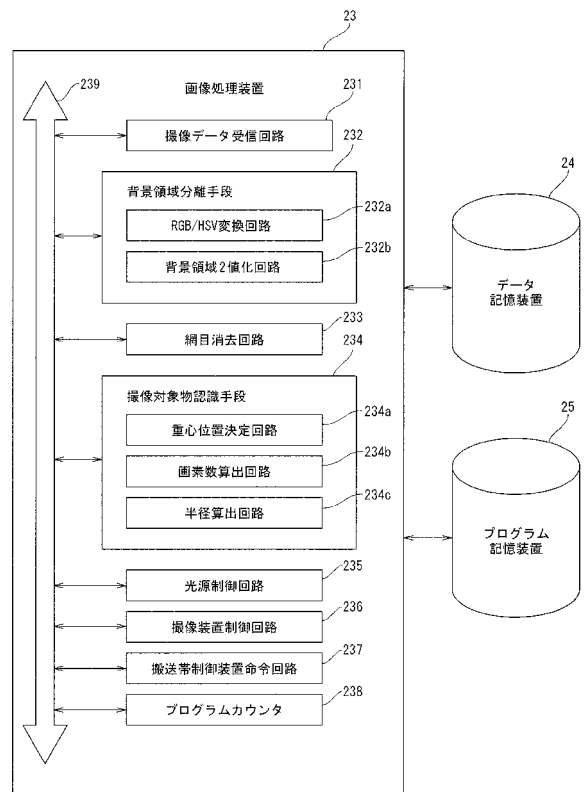 23
239
画像処理装置
231
撮像データ受信回路
232
背景領域分離手段
232a
RGB/HSV変換回路
232b
背景領域2値化回路
24
データ
記憶装置
233
網目消去回路
234
撮像対象物認識手段
234a
重心位置決定回路
234b
画素数算出回路
234c
半径算出回路
25
プログラム
記憶装置
235
光源制御回路
236
撮像装置制御回路
237
搬送帯制御装置命令回路
238
プログラムカウンタ